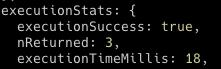 executionStats: {
executionSuccess: true,
nReturned: 3,
executionTimeMillis: 18,